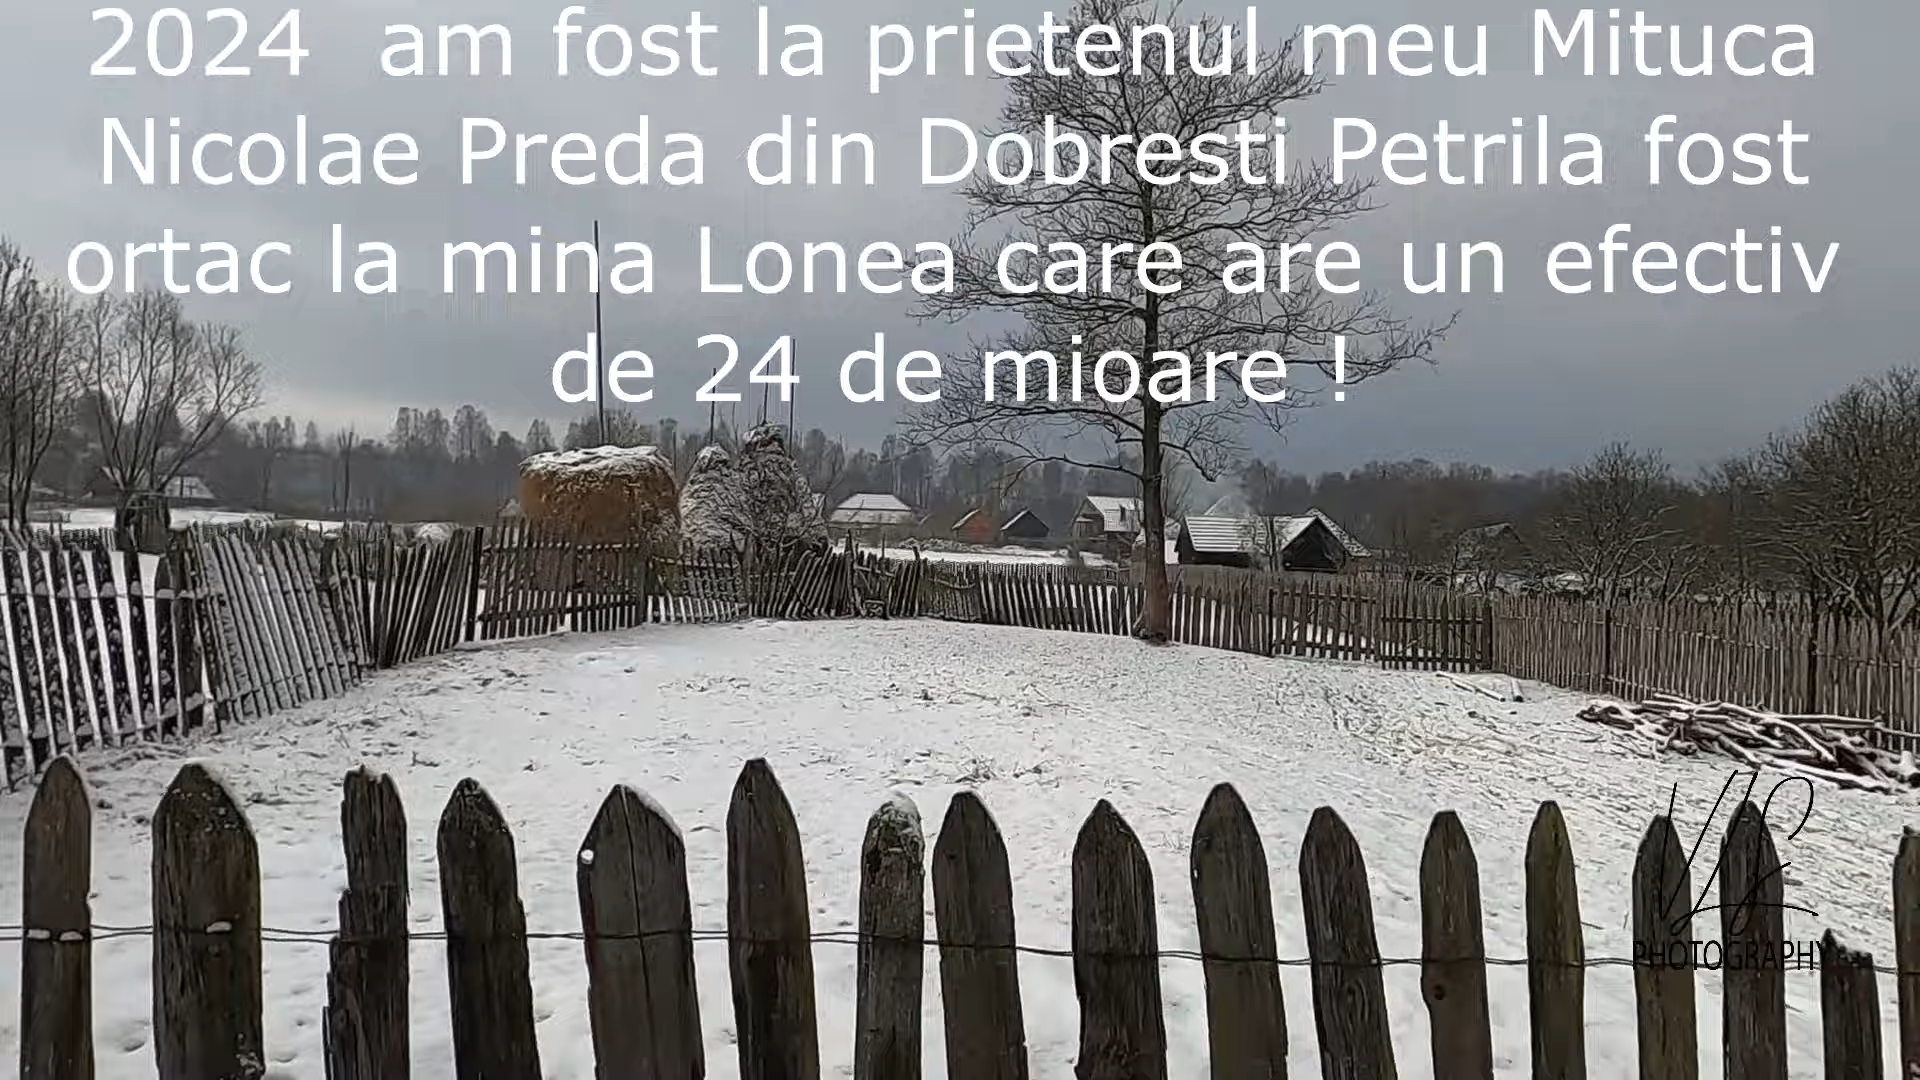 2024 am fost la prietenul meu Mituca
Nicolae Preda din Dobresti Petrila fost
ortac la mina Lonea care are un efectiv
de 24 de mioare !
PHOTOGRAPHY